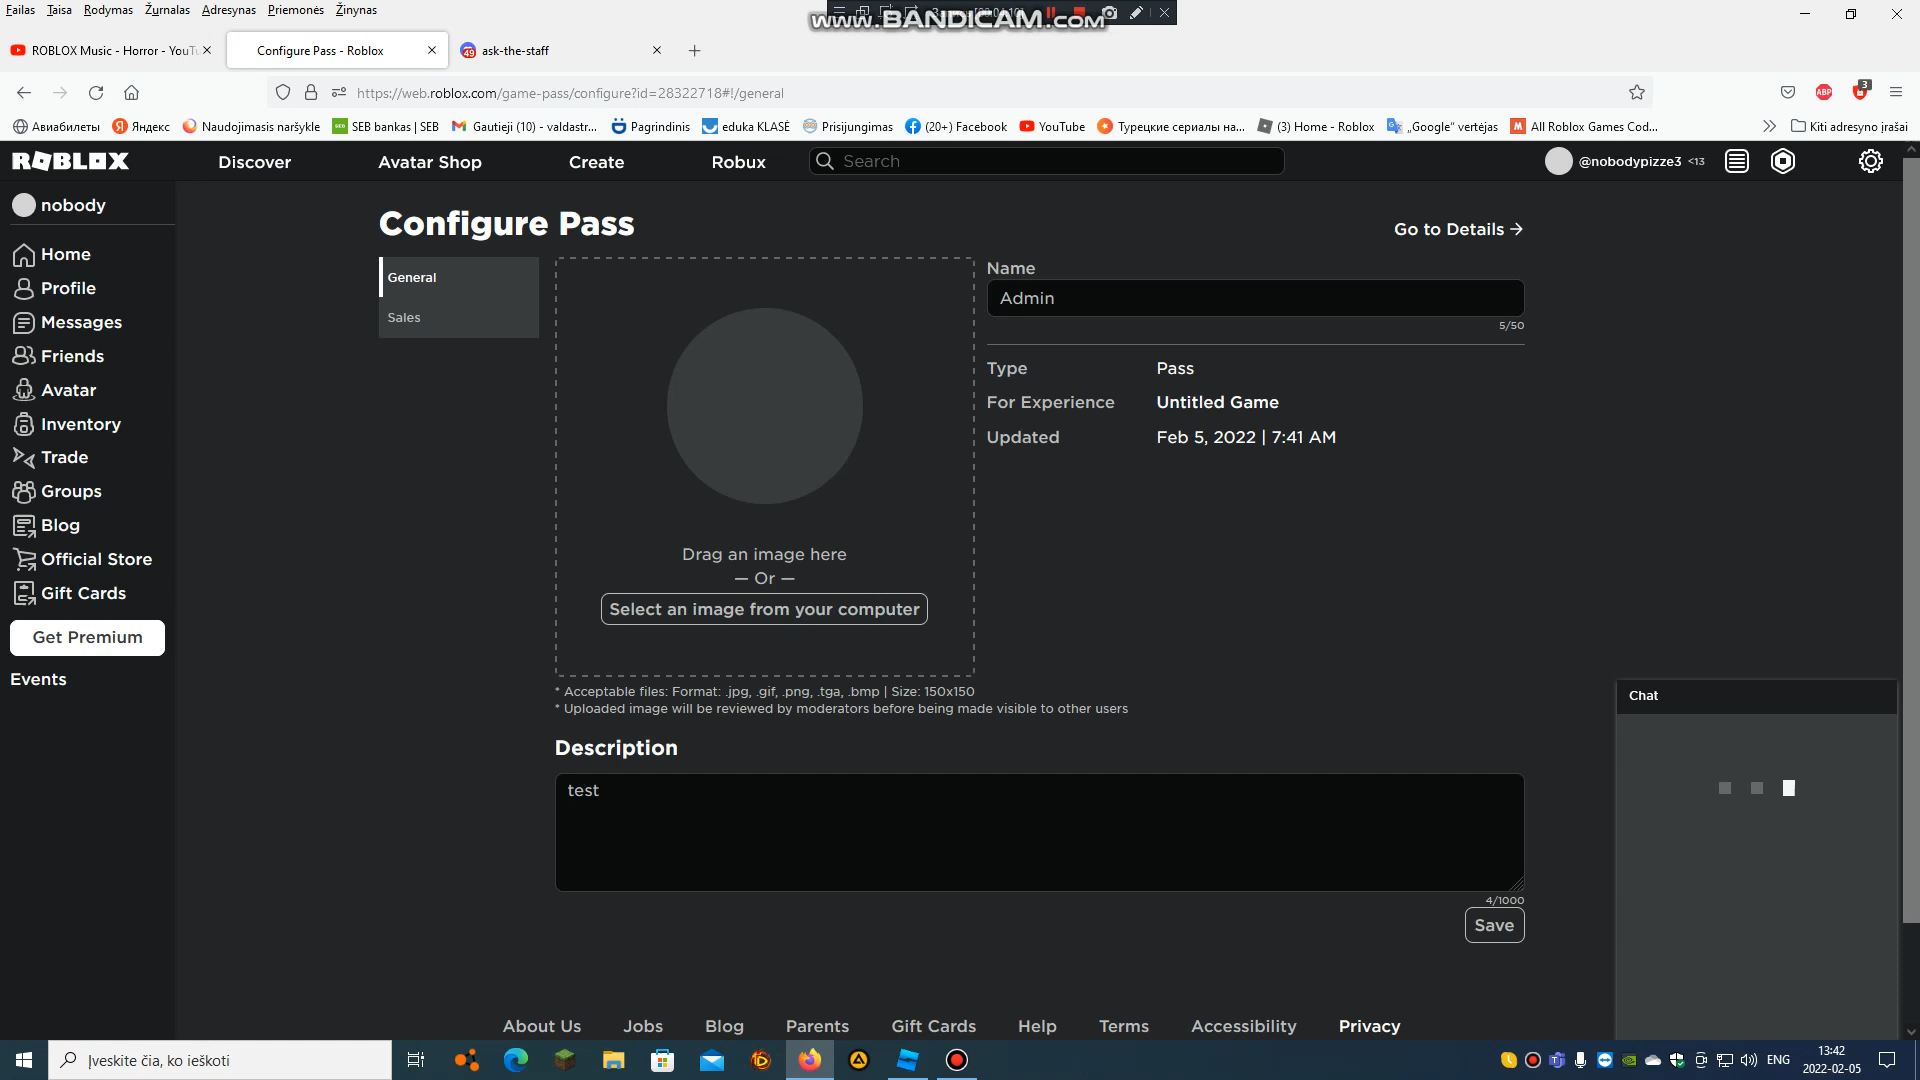 Failas Taisa Rodymas Žurnalas Adresynas Priemonės Žinynas
www.BANDICAM.com
ROBLOX Music - Horror - YouTu
Configure Pass - Roblox
ask-the-staff
https://web.roblox.com/game-pass/configure?id=28322718#!/general
ABP
3
Авиабилеты
Яндекс
Naudojimasis naršykle
SEB bankas | SEB
Gautieji (10) - valdastr...
Pagrindinis
eduka KLASĖ
Prisijungimas
(20+) Facebook
YouTube
Турецкие сериалы на...
(3) Home - Roblox
„Google“ vertėjas
All Roblox Games Cod...
Kiti adresyno įrašai
ROBLOX
Discover
Avatar Shop
Create
Robux
Search
@nobodypizze3 <13
nobody
Home
Profile
Messages
Friends
Avatar
Inventory
Trade
Groups
Blog
Official Store
Gift Cards
Get Premium
Events
Configure Pass
Go to Details →
General
Sales
Drag an image here
— Or —
Select an image from your computer
* Acceptable files: Format: .jpg, .gif, .png, .tga, .bmp | Size: 150x150
* Uploaded image will be reviewed by moderators before being made visible to other users
Name
Admin
5/50
Type Pass
For Experience Untitled Game
Updated Feb 5, 2022 | 7:41 AM
Description
test
4/1000
Save
Chat
About Us
Jobs
Blog
Parents
Gift Cards
Help
Terms
Accessibility
Privacy
Įveskite čia, ko ieškoti
ENG
13:42
2022-02-05